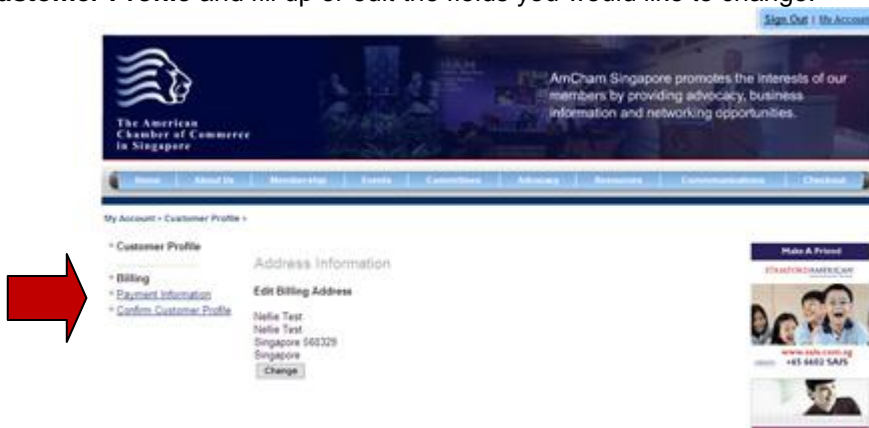 Customer Profile and fill up or edit the fields you would like to change.
Sign Out | My Account
AmCham Singapore promotes the interests of our
members by providing advocacy, business
information and networking opportunities.
The American
Chamber of Commerce
in Singapore
Home About Us Membership Events Committees Advocacy Resources Communications Checkout
My Account > Customer Profile >
Customer Profile
Billing
Payment Information
Confirm Customer Profile
Address Information
Edit Billing Address
Nellie Test
Nellie Test
Singapore 568329
Singapore
Change
Make A Friend
STAMFORD AMERICAN
www.sais.com.sg
+65 6602 SAIS